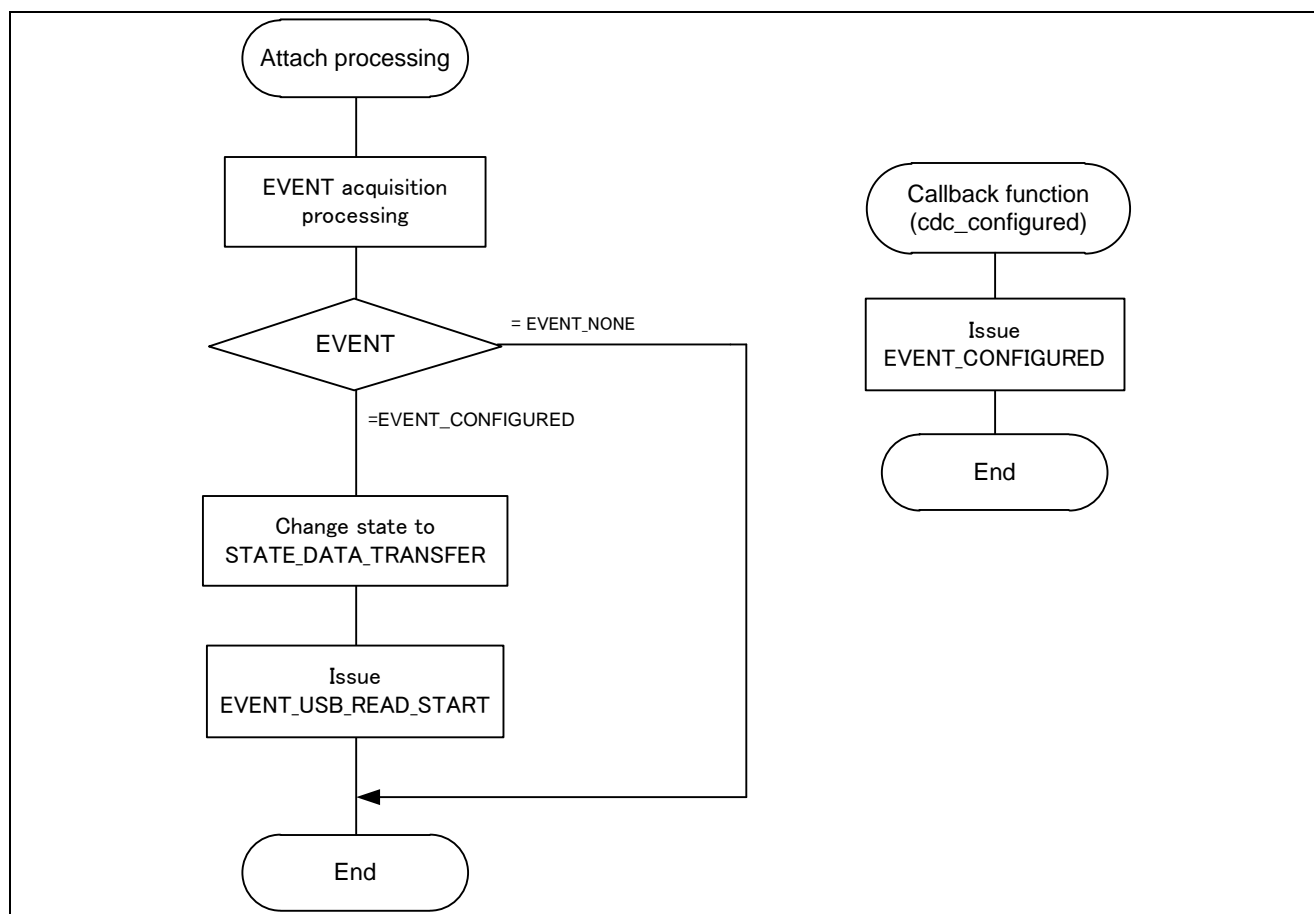 Attach processing
EVENT acquisition
processing
EVENT
= EVENT_NONE
=EVENT_CONFIGURED
Change state to
STATE_DATA_TRANSFER
Issue
EVENT_USB_READ_START
End
Callback function
(cdc_configured)
Issue
EVENT_CONFIGURED
End